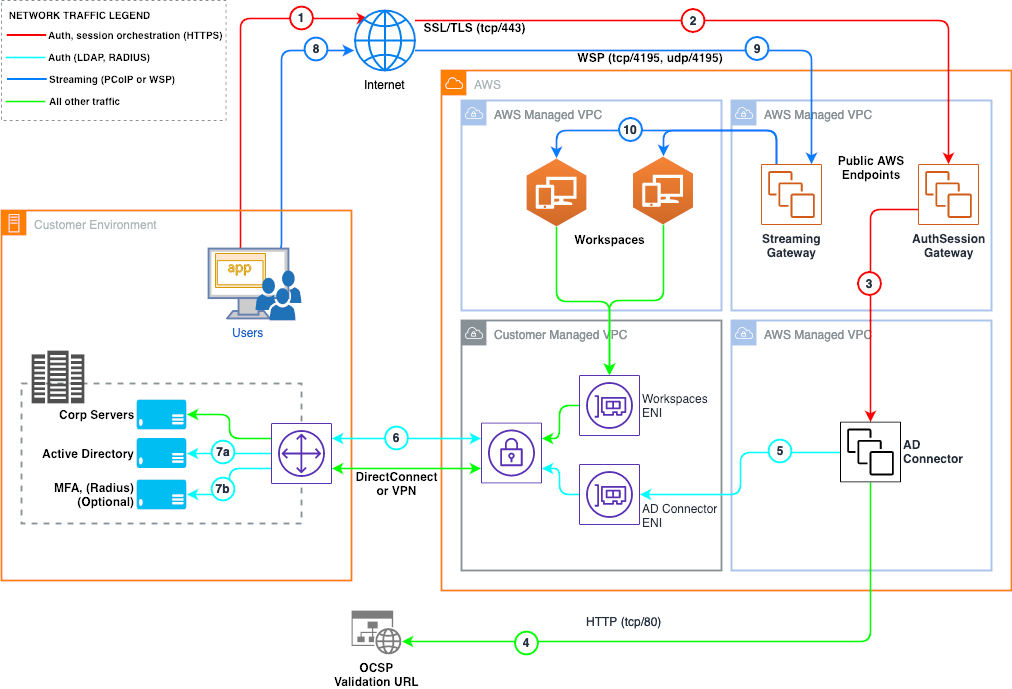 NETWORK TRAFFIC LEGEND
Auth, session orchestration (HTTPS)
Auth (LDAP, RADIUS)
Streaming (PCoIP or WSP)
All other traffic
1
2
SSL/TLS (tcp/443)
8
9
WSP (tcp/4195, udp/4195)
Internet
AWS
AWS Managed VPC
AWS Managed VPC
10
Public AWS
Endpoints
Workspaces
Streaming
Gateway
AuthSession
Gateway
Customer Environment
app
Users
3
Customer Managed VPC
AWS Managed VPC
Workspaces
ENI
Corp Servers
6
7a
Active Directory
5
AD
Connector
DirectConnect
or VPN
7b
MFA, (Radius)
(Optional)
AD Connector
ENI
HTTP (tcp/80)
4
OCSP
Validation URL